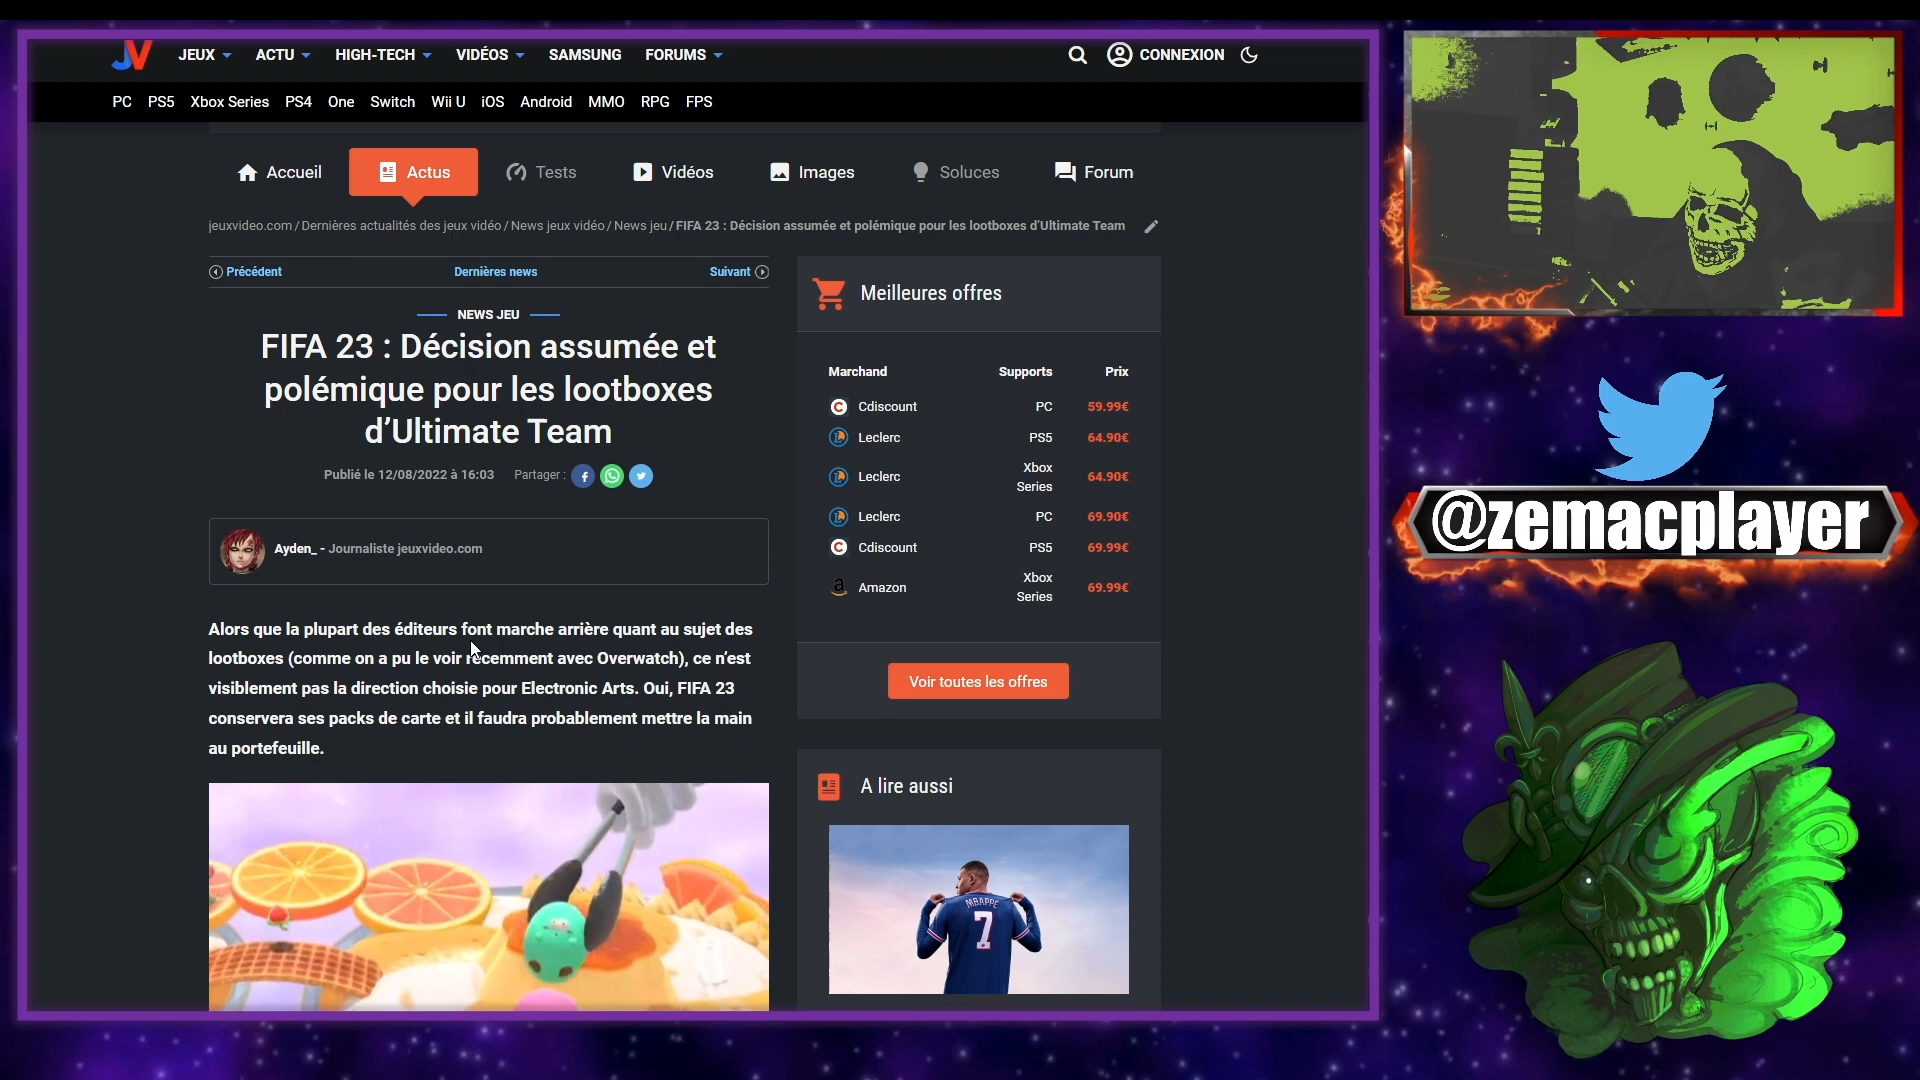 JV JEUX ACTU HIGH-TECH VIDÉOS SAMSUNG FORUMS CONNEXION
PC PS5 Xbox Series PS4 One Switch Wii U iOS Android MMO RPG FPS
Accueil Actus Tests Vidéos Images Soluces Forum
jeuxvideo.com / Dernières actualités des jeux vidéo / News jeux vidéo / News jeu / FIFA 23 : Décision assumée et polémique pour les lootboxes d'Ultimate Team
Précédent Dernières news Suivant
NEWS JEU
FIFA 23 : Décision assumée et
polémique pour les lootboxes
d’Ultimate Team
Publié le 12/08/2022 à 16:03 Partager :
Ayden_ - Journaliste jeuxvideo.com
Alors que la plupart des éditeurs font marche arrière quant au sujet des
lootboxes (comme on a pu le voir récemment avec Overwatch), ce n’est
visiblement pas la direction choisie pour Electronic Arts. Oui, FIFA 23
conservera ses packs de carte et il faudra probablement mettre la main
au portefeuille.
Meilleures offres
Marchand Supports Prix
Cdiscount PC 59.99€
Leclerc PS5 64.90€
Leclerc Xbox Series 64.90€
Leclerc PC 69.90€
Cdiscount PS5 69.99€
Amazon Xbox Series 69.99€
Voir toutes les offres
A lire aussi
MBAPPE
7
@zemacplayer